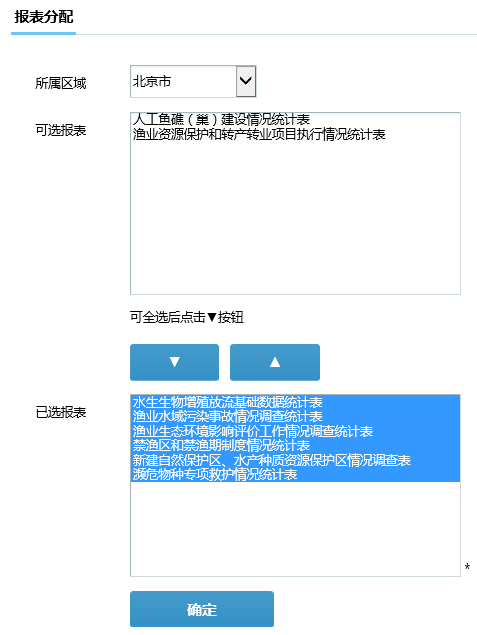 报表分配
所属区域
北京市
可选报表
人工鱼礁（巢）建设情况统计表
渔业资源保护和转产转业项目执行情况统计表
可全选后点击▼按钮
▼ ▲
已选报表
水生生物增殖放流基础数据统计表
渔业水域污染事故情况调查统计表
渔业生态环境影响评价工作情况调查统计表
禁渔区和禁渔期制度情况统计表
新建自然保护区、水产种质资源保护区情况调查表
濒危物种专项救护情况统计表
*
确定